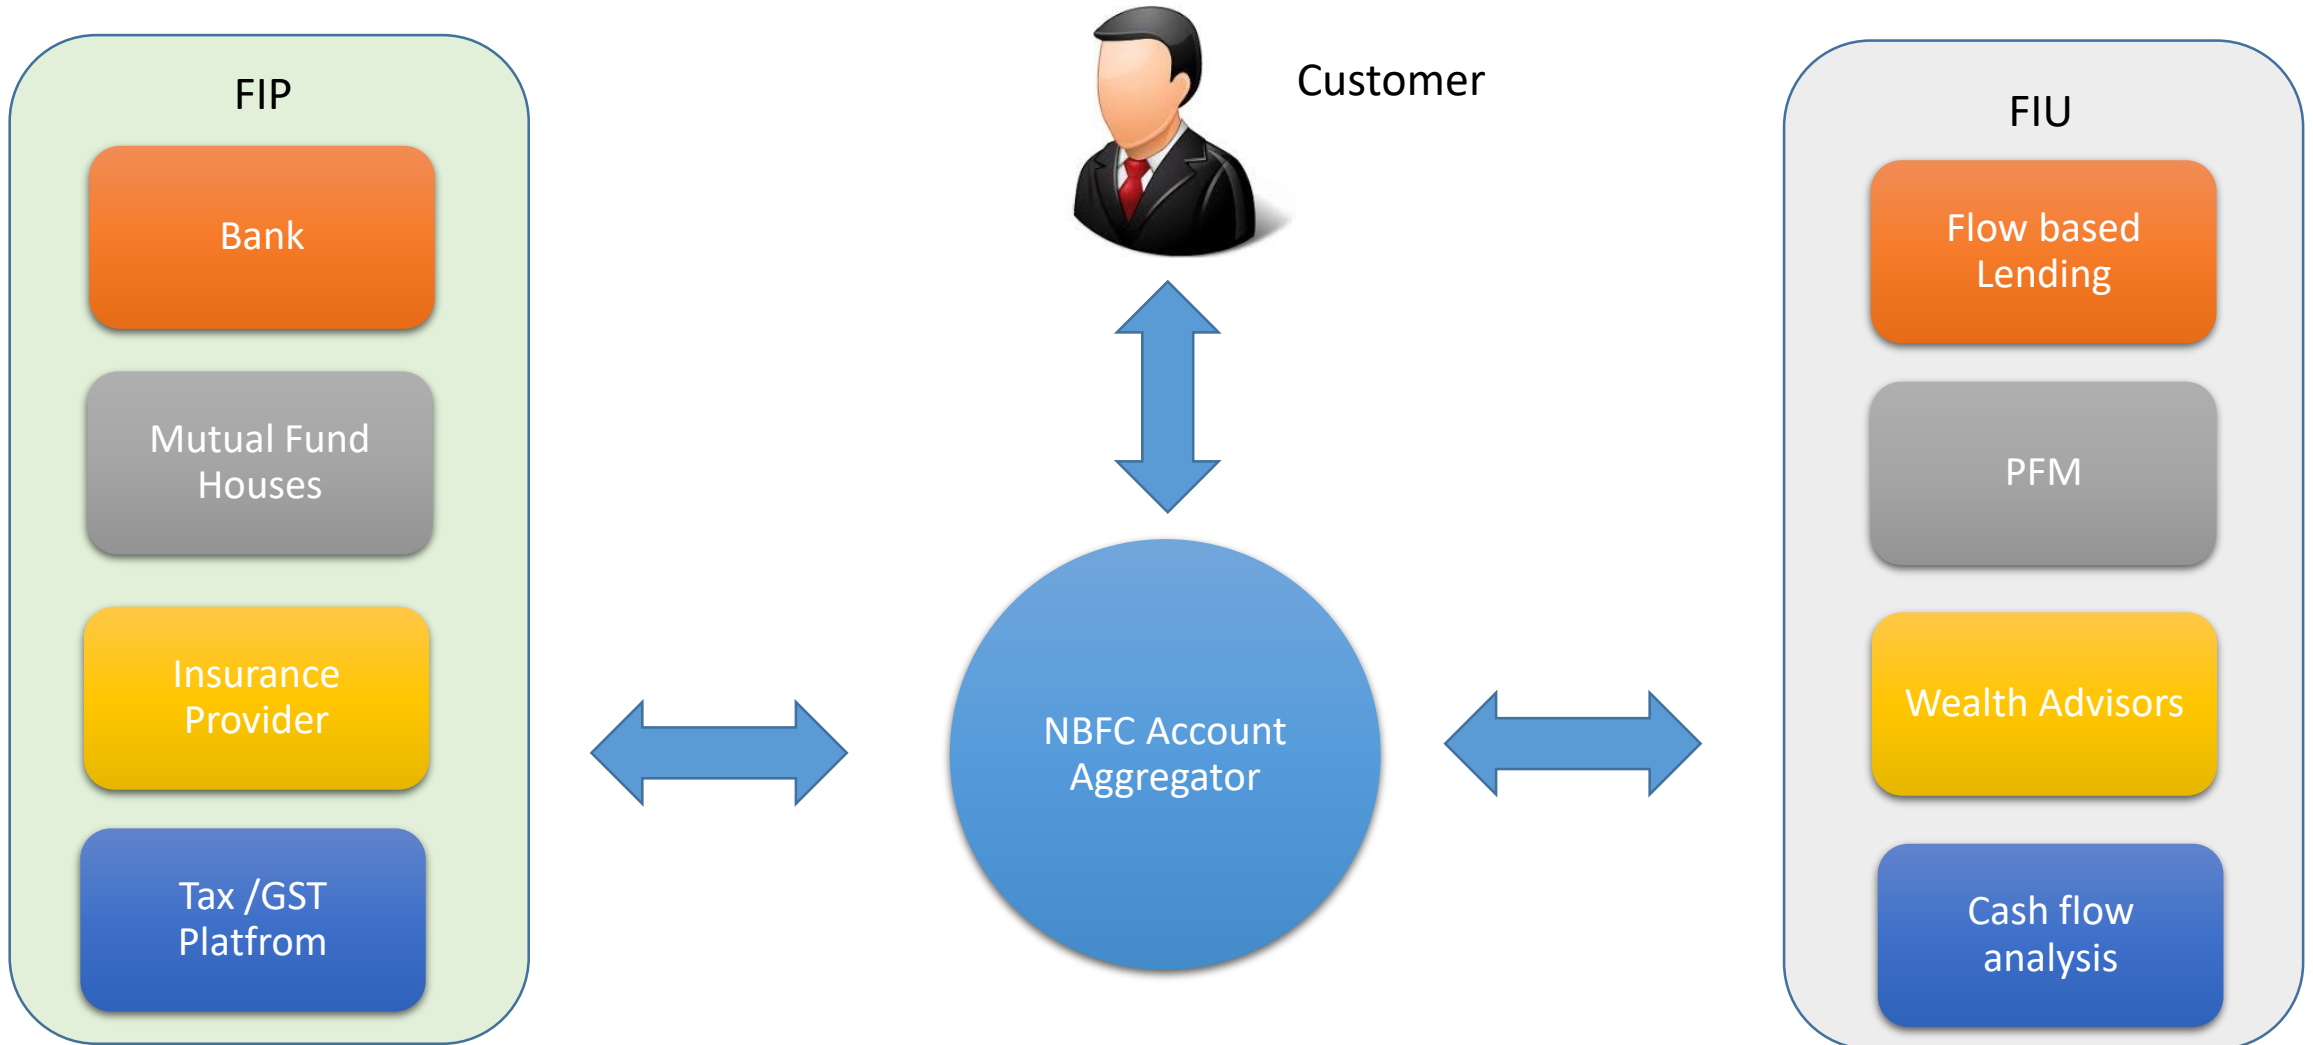 FIP
Bank
Mutual Fund
Houses
Insurance
Provider
Tax /GST
Platfrom
Customer
NBFC Account
Aggregator
FIU
Flow based
Lending
PFM
Wealth Advisors
Cash flow
analysis